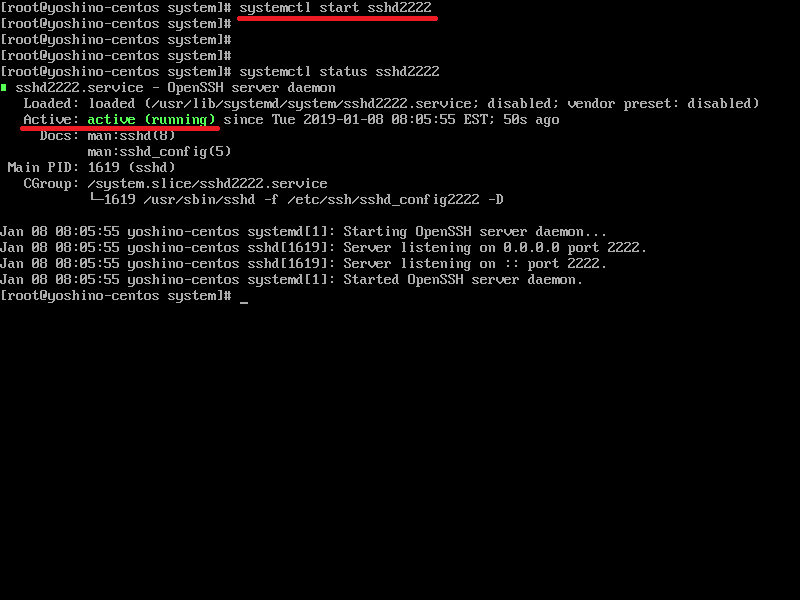 [root@yoshino-centos system]# systemctl start sshd2222
[root@yoshino-centos system]#
[root@yoshino-centos system]#
[root@yoshino-centos system]#
[root@yoshino-centos system]# systemctl status sshd2222
sshd2222.service - OpenSSH server daemon
Loaded: loaded (/usr/lib/systemd/system/sshd2222.service; disabled; vendor preset: disabled)
Active: active (running) since Tue 2019-01-08 08:05:55 EST; 50s ago
Docs: man:sshd(8)
man:sshd_config(5)
Main PID: 1619 (sshd)
CGroup: /system.slice/sshd2222.service
└─1619 /usr/sbin/sshd -f /etc/ssh/sshd_config2222 -D
Jan 08 08:05:55 yoshino-centos systemd[1]: Starting OpenSSH server daemon...
Jan 08 08:05:55 yoshino-centos sshd[1619]: Server listening on 0.0.0.0 port 2222.
Jan 08 08:05:55 yoshino-centos sshd[1619]: Server listening on :: port 2222.
Jan 08 08:05:55 yoshino-centos systemd[1]: Started OpenSSH server daemon.
[root@yoshino-centos system]# _